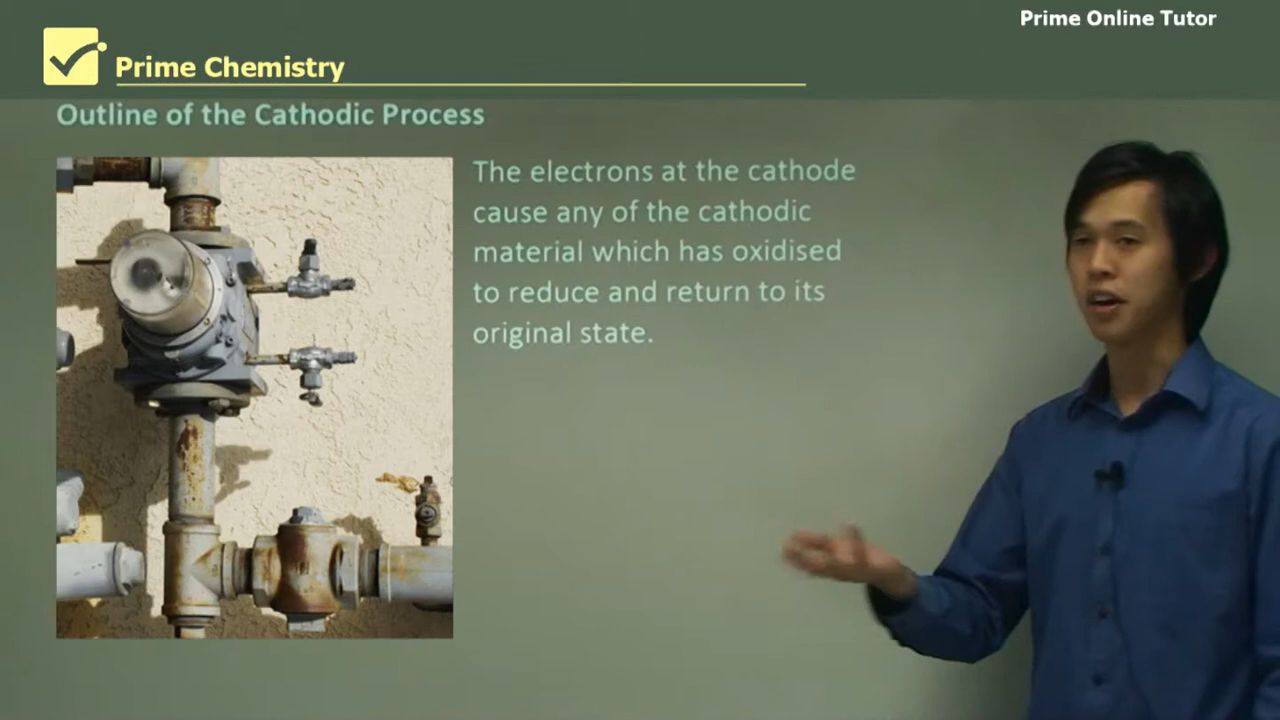 Prime Online Tutor
Prime Chemistry
Outline of the Cathodic Process
The electrons at the cathode
cause any of the cathodic
material which has oxidised
to reduce and return to its
original state.